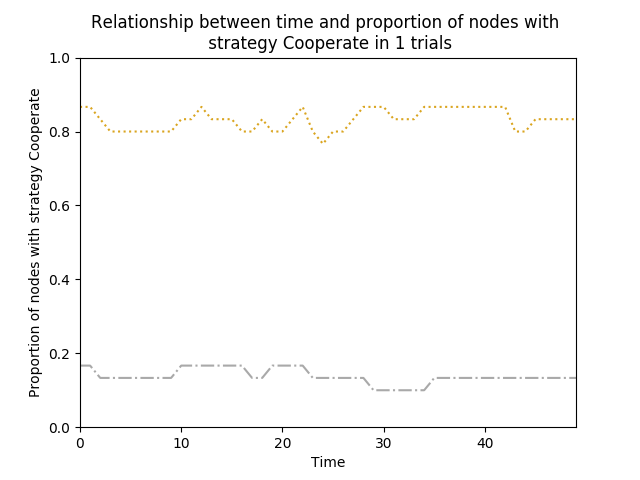 Relationship between time and proportion of nodes with
strategy Cooperate in 1 trials
Proportion of nodes with strategy Cooperate
1.0
0.8
0.6
0.4
0.2
0.0
0 10 20 30 40
Time